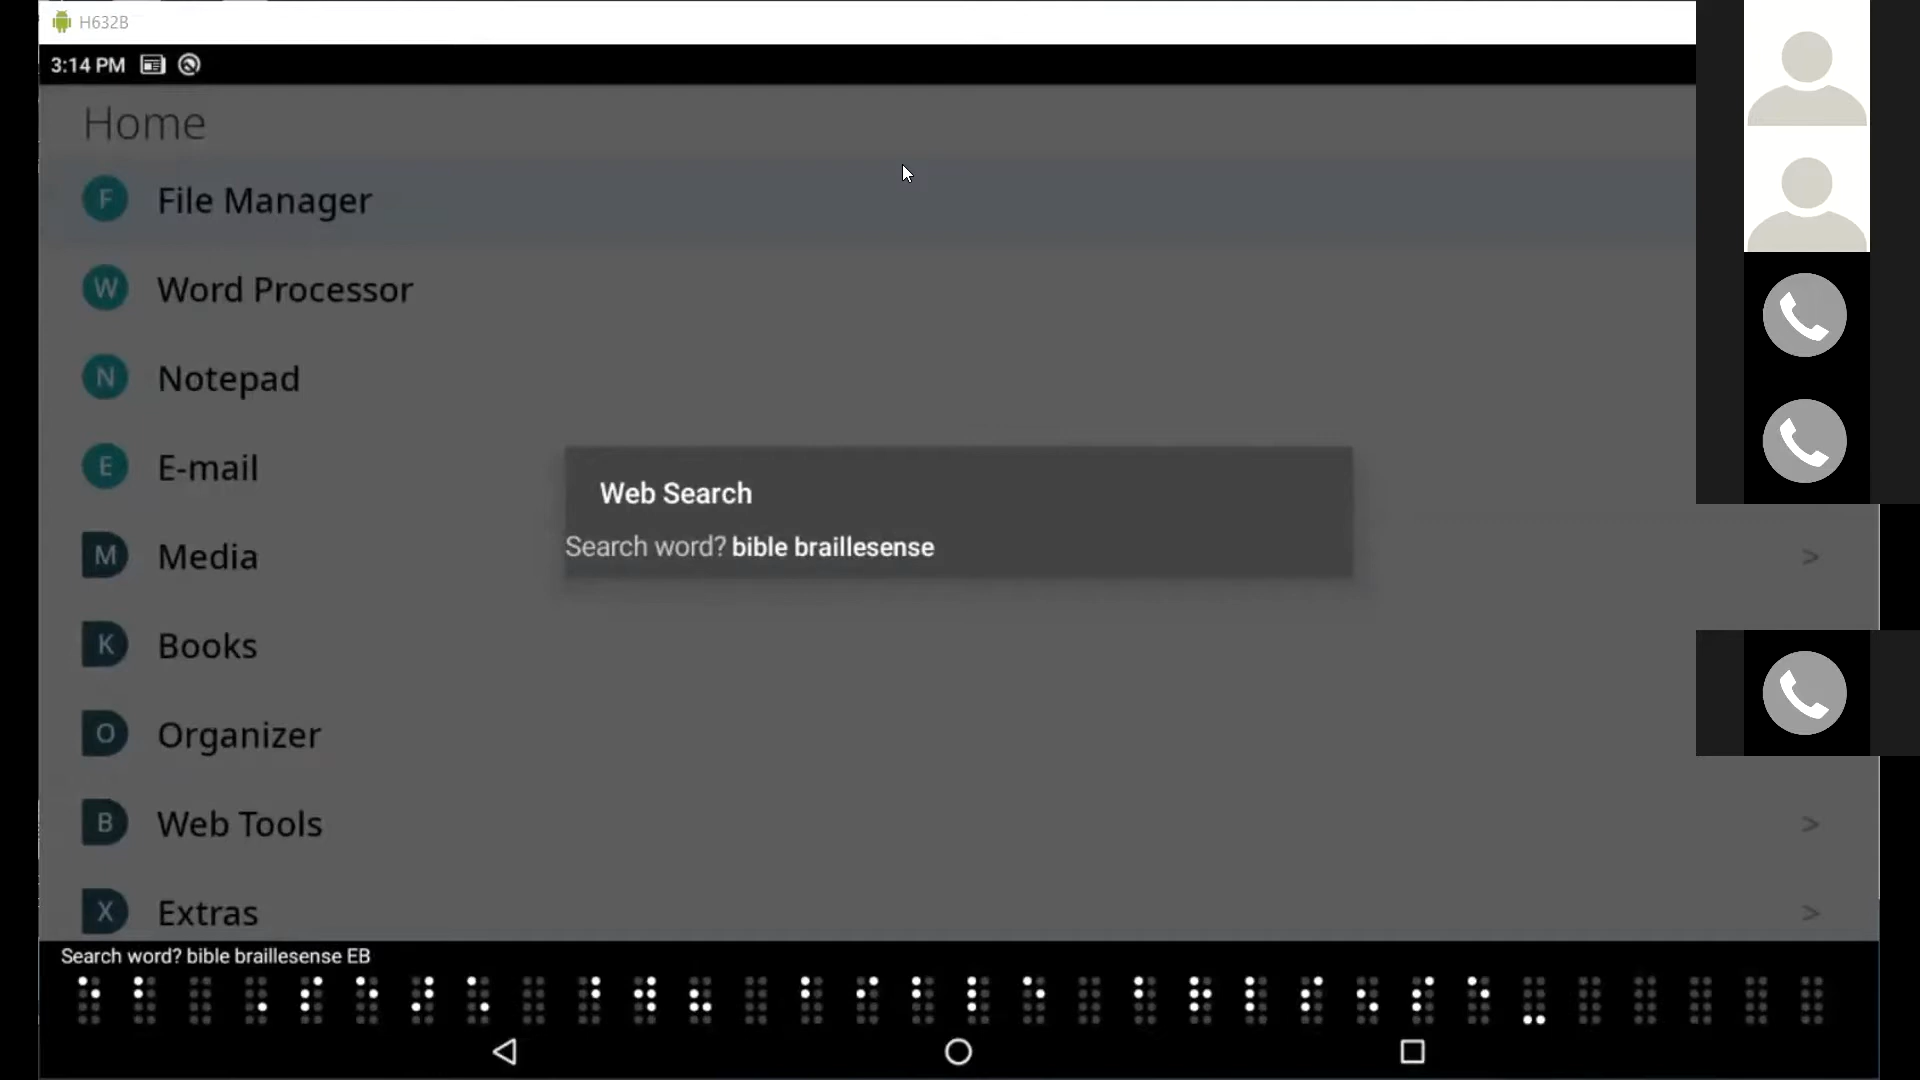 H632B
3:14 PM
Home
F File Manager
W Word Processor
N Notepad
E E-mail
M Media >
K Books
O Organizer
B Web Tools >
X Extras >
Web Search
Search word? bible braillesense
Search word? bible braillesense EB